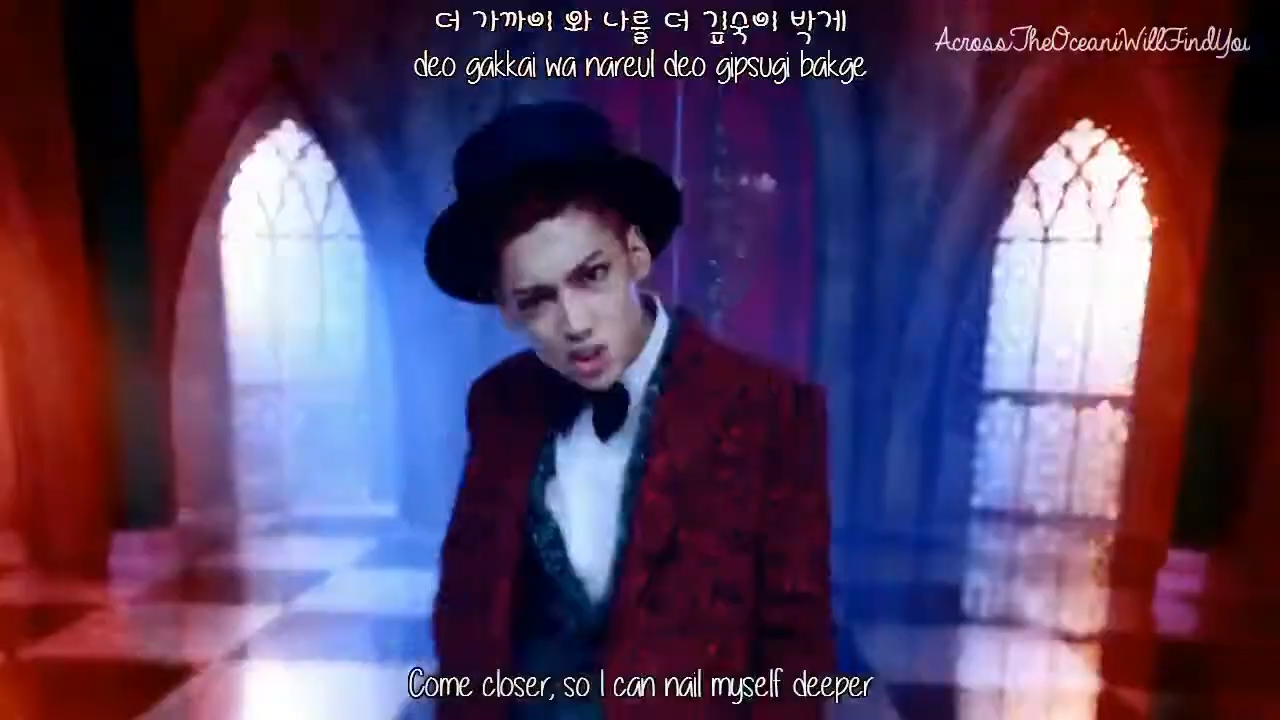 더 가까이 와 나를 더 깊숙이 박게
deo gakkai wa nareul deo gipsugi bakge
AcrossTheOceaniWillFindYou
Come closer, so I can nail myself deeper